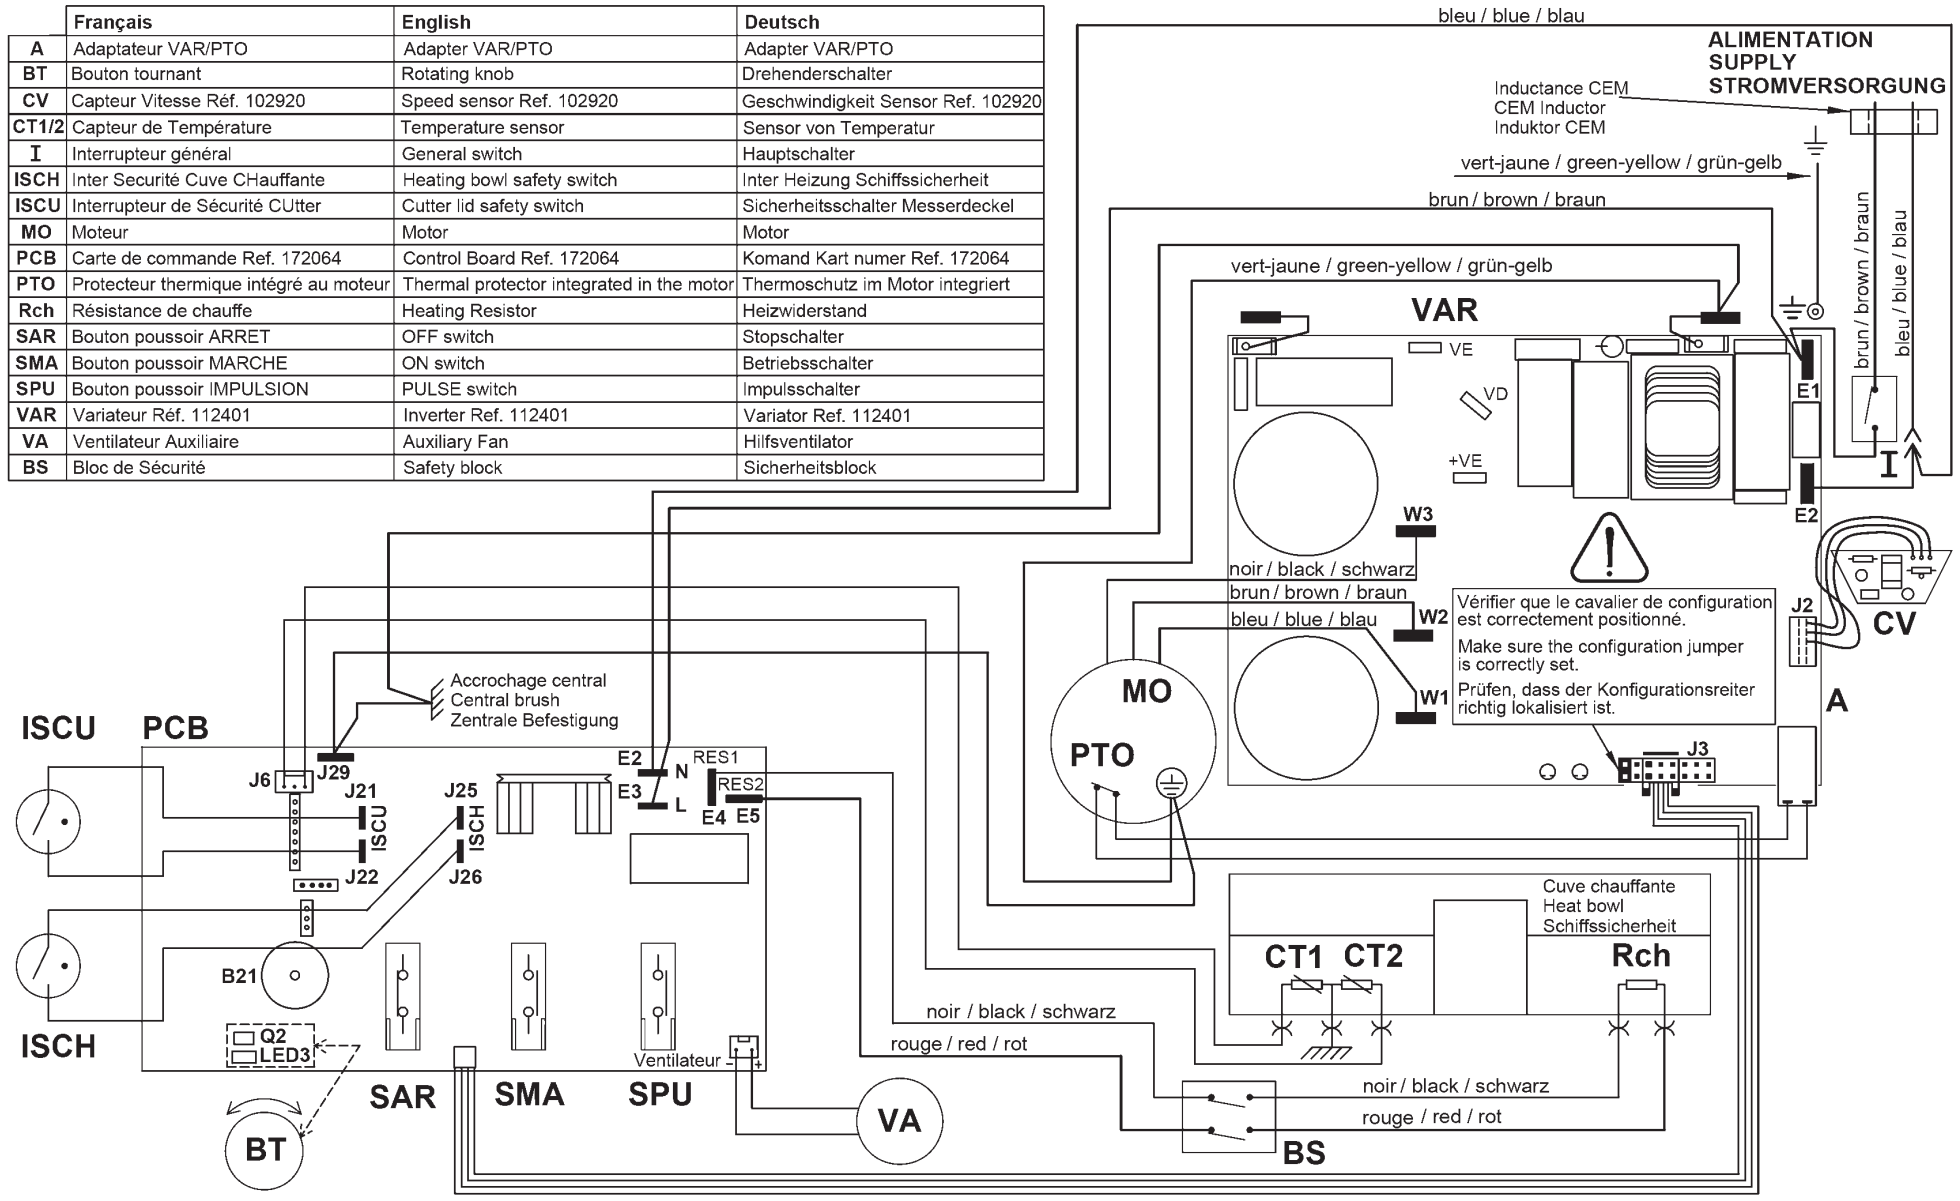 Français English Deutsch
A Adaptateur VAR/PTO Adapter VAR/PTO Adapter VAR/PTO
BT Bouton tournant Rotating knob Drehenderschalter
CV Capteur Vitesse Réf. 102920 Speed sensor Ref. 102920 Geschwindigkeit Sensor Ref. 102920
CT1/2 Capteur de Température Temperature sensor Sensor von Temperatur
I Interrupteur général General switch Hauptschalter
ISCH Inter Securité Cuve CHauffante Heating bowl safety switch Inter Heizung Schiffssicherheit
ISCU Interrupteur de Sécurité CUtter Cutter lid safety switch Sicherheitsschalter Messerdeckel
MO Moteur Motor Motor
PCB Carte de commande Ref. 172064 Control Board Ref. 172064 Komand Kart numer Ref. 172064
PTO Protecteur thermique intégré au moteur Thermal protector integrated in the motor Thermoschutz im Motor integriert
Rch Résistance de chauffe Heating Resistor Heizwiderstand
SAR Bouton poussoir ARRET OFF switch Stopschalter
SMA Bouton poussoir MARCHE ON switch Betriebsschalter
SPU Bouton poussoir IMPULSION PULSE switch Impulsschalter
VAR Variateur Réf. 112401 Inverter Ref. 112401 Variator Ref. 112401
VA Ventilateur Auxiliaire Auxiliary Fan Hilfsventilator
BS Bloc de Sécurité Safety block Sicherheitsblock
bleu / blue / blau
ALIMENTATION
SUPPLY
STROMVERSORGUNG
Inductance CEM
CEM Inductor
Induktor CEM
vert-jaune / green-yellow / grün-gelb
brun / brown / braun
vert-jaune / green-yellow / grün-gelb
brun / brown / braun
bleu / blue / blau
VAR
VE
VD
+VE
E1
E2
I
W3
noir / black / schwarz
brun / brown / braun
W2
bleu / blue / blau
W1
MO
PTO
!
Vérifier que le cavalier de configuration
est correctement positionné.
Make sure the configuration jumper
is correctly set.
Prüfen, dass der Konfigurationsreiter
richtig lokalisiert ist.
J2
CV
A
J3
Accrochage central
Central brush
Zentrale Befestigung
ISCU
PCB
J6
J29
J21
ISCU
J22
J25
ISCH
J26
E2
N
E3
L
RES1
RES2
E4
E5
ISCH
B21
Q2
LED3
BT
SAR
SMA
SPU
Ventilateur - +
VA
Cuve chauffante
Heat bowl
Schiffssicherheit
CT1
CT2
Rch
noir / black / schwarz
rouge / red / rot
noir / black / schwarz
rouge / red / rot
BS